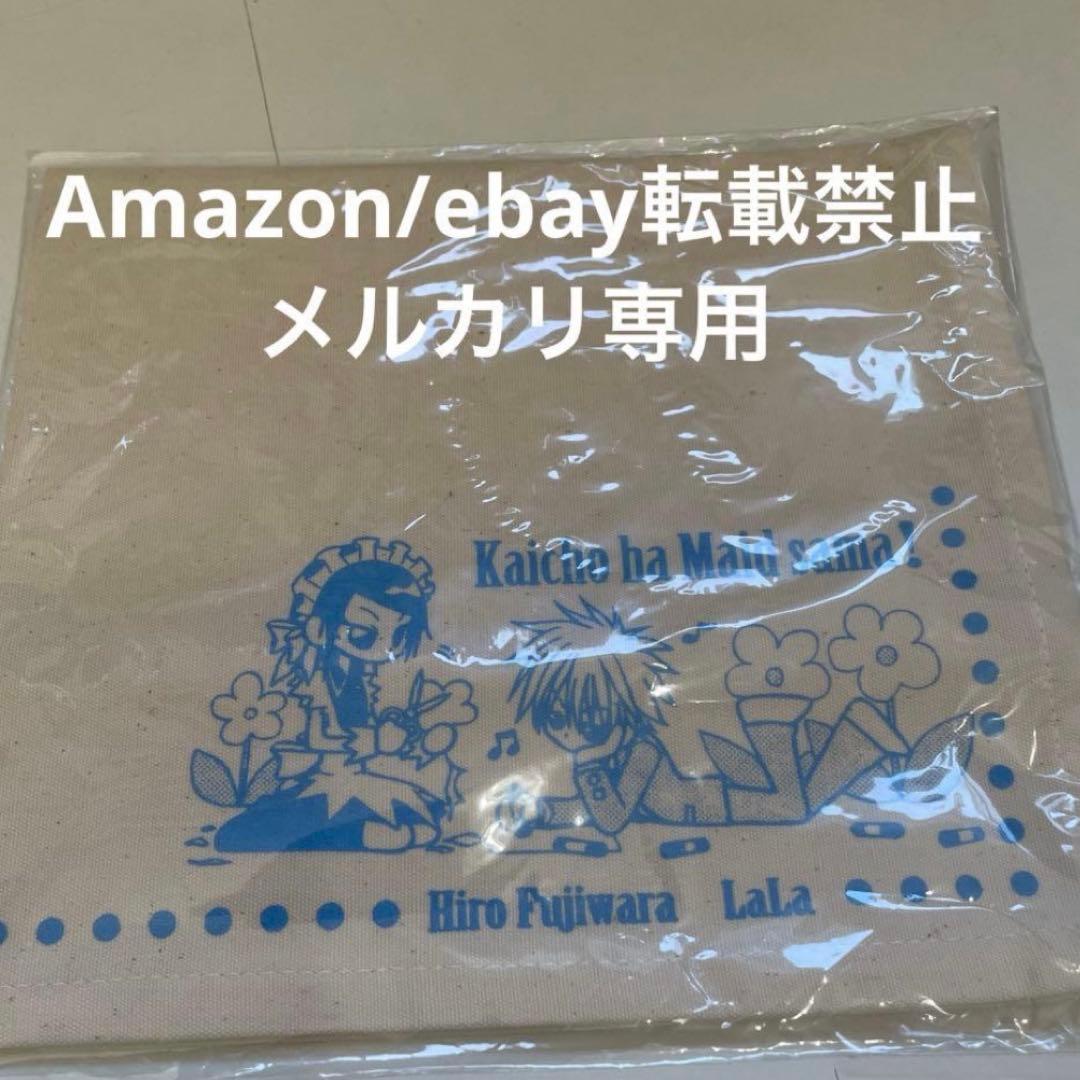 Amazon/ebay転載禁止
メルカリ専用
Kaicho ha Maid sama!
Hiro Fujiwara LaLa